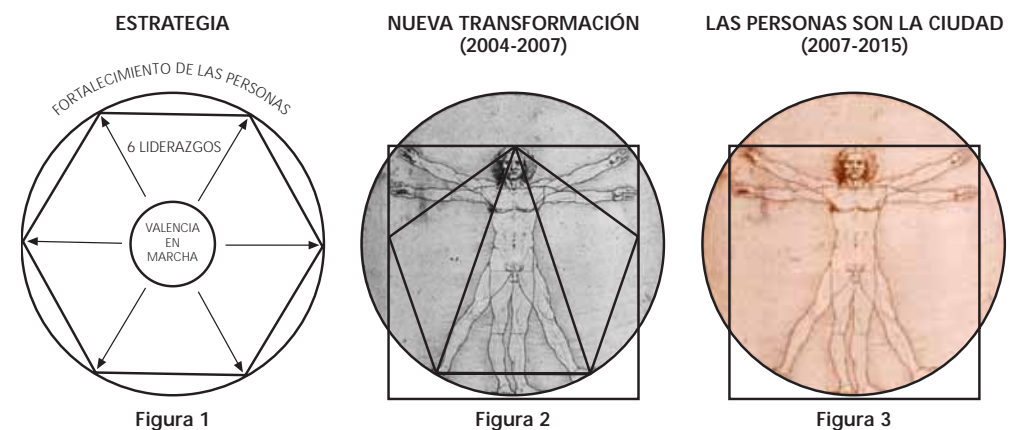 ESTRATEGIA
FORTALECIMIENTO DE LAS PERSONAS
6 LIDERAZGOS
VALENCIA
EN
MARCHA
Figura 1
NUEVA TRANSFORMACIÓN
(2004-2007)
Figura 2
LAS PERSONAS SON LA CIUDAD
(2007-2015)
Figura 3